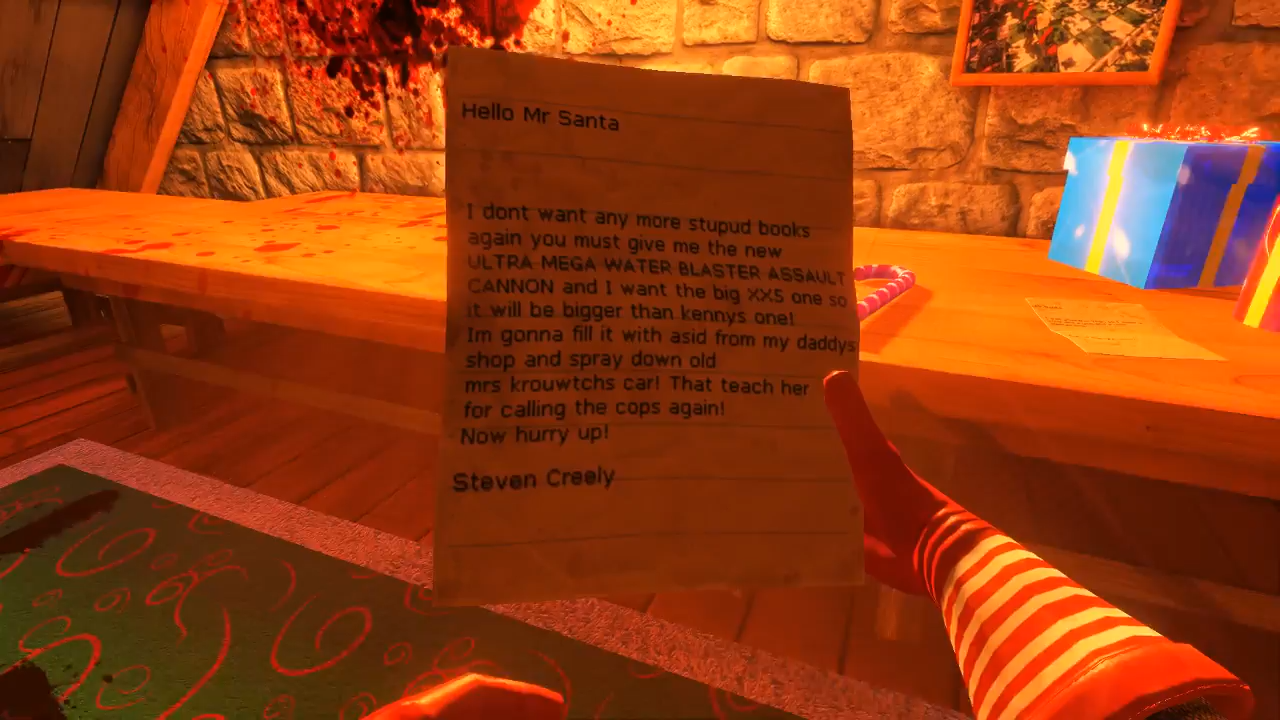 Hello Mr Santa
I dont want any more stupud books
again you must give me the new
ULTRA MEGA WATER BLASTER ASSAULT
CANNON and I want the big XXS one so
it will be bigger than kennys one!
Im gonna fill it with asid from my daddys
shop and spray down old
mrs krouwtchs car! That teach her
for calling the cops again!
Now hurry up!
Steven Creely